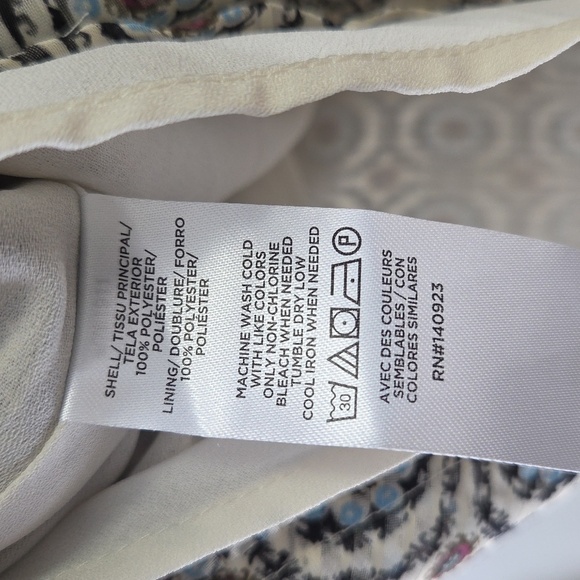 SHELL/ TISSU PRINCIPAL/
TELA EXTERIOR
100% POLYESTER/
POLIÉSTER
LINING/ DOUBLURE/ FORRO
100% POLYESTER/
POLIÉSTER
MACHINE WASH COLD
WITH LIKE COLORS
ONLY NON-CHLORINE
BLEACH WHEN NEEDED
TUMBLE DRY LOW
COOL IRON WHEN NEEDED
30 P
AVEC DES COULEURS
SEMBLABLES / CON
COLORES SIMILARES
RN#140923